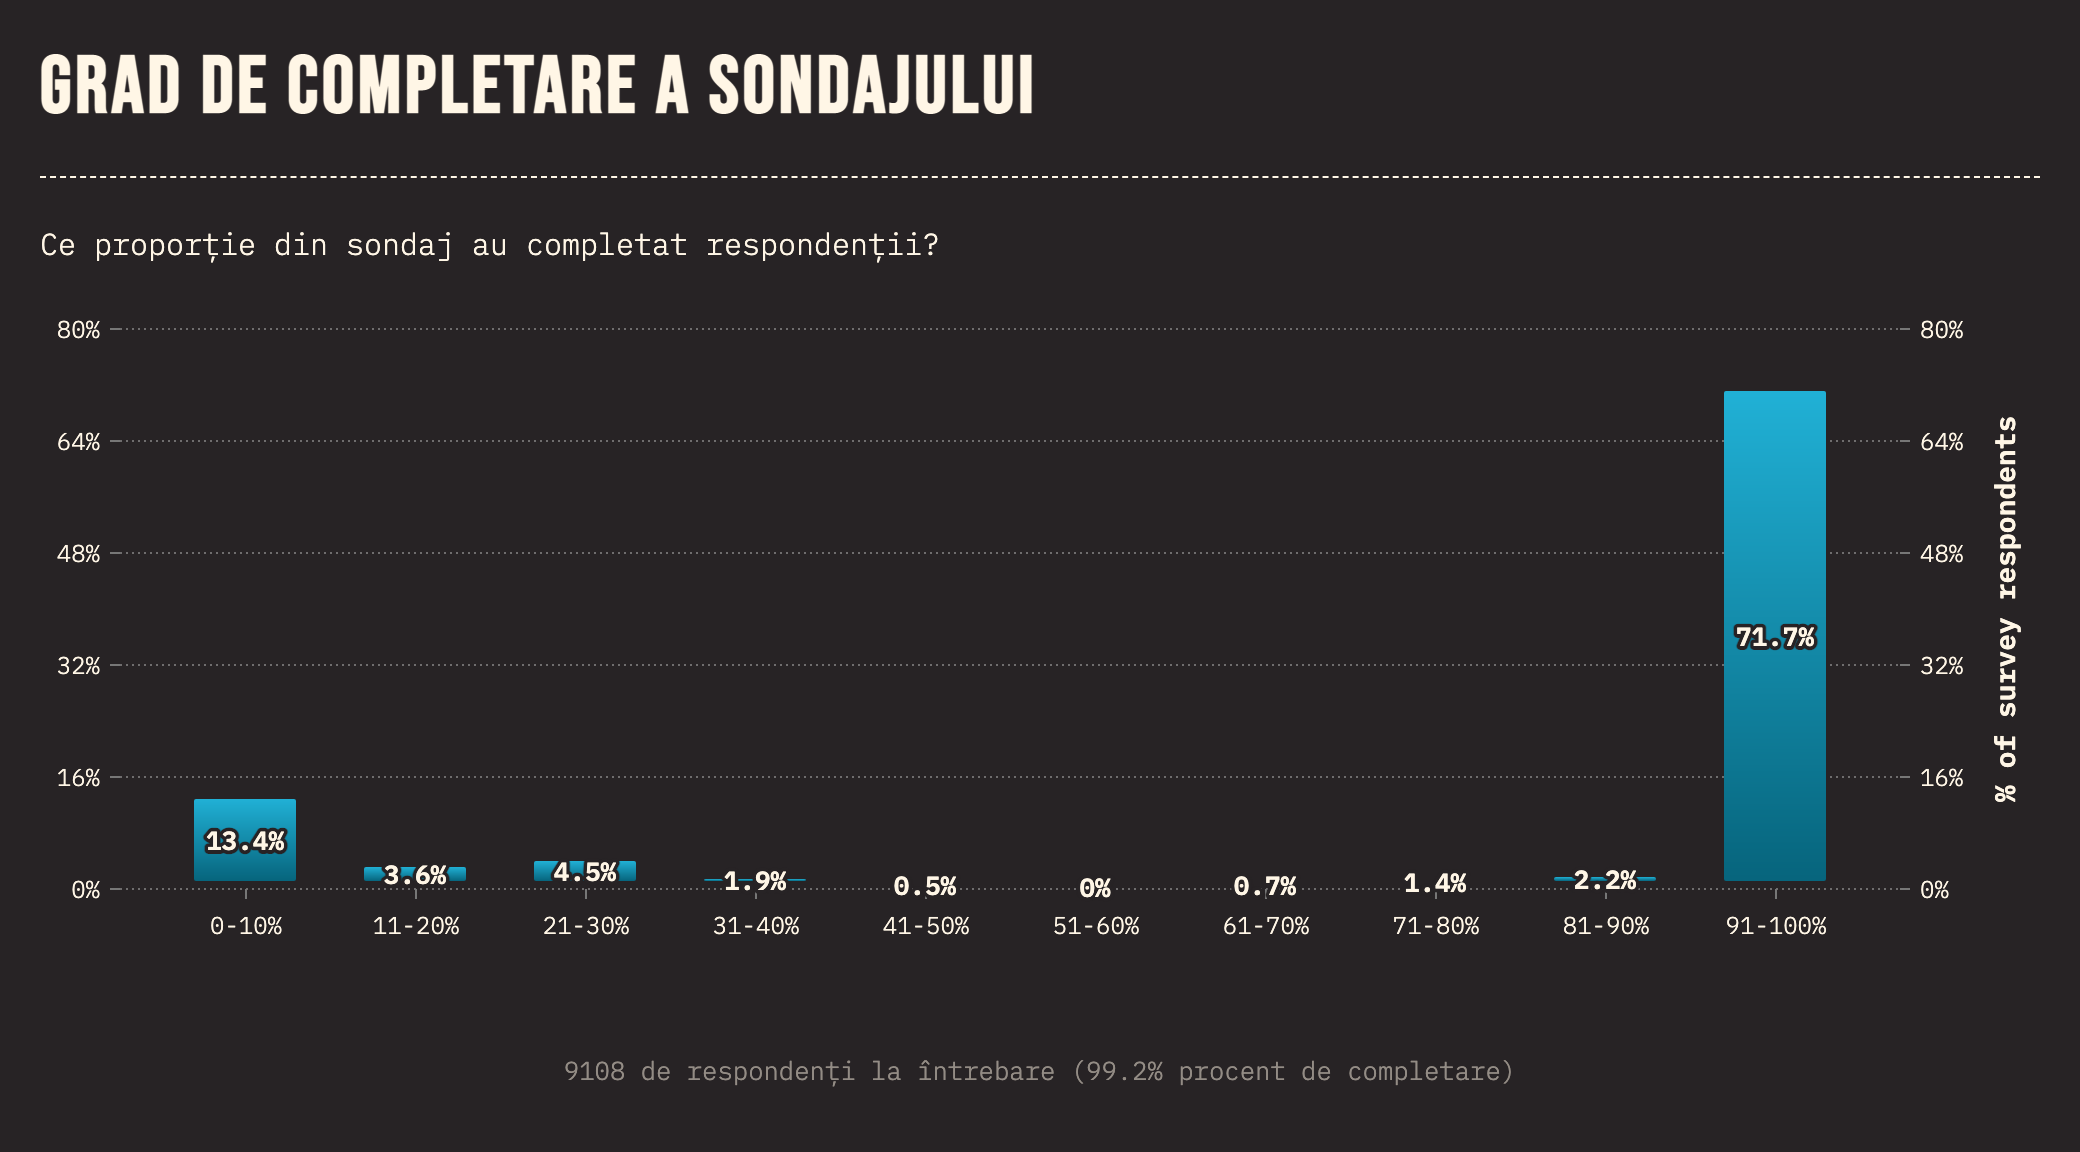 GRAD DE COMPLETARE A SONDAJULUI
Ce proporție din sondaj au completat respondenții?
80% 80%
64% 64%
48% 48%
32% 32%
16% 16%
0% 0%
% of survey respoupeuts
13.4% 3.6% 4.5% 1.9% 0.5% 0% 0.7% 1.4% 2.2% 71.7%
0-10% 11-20% 21-30% 31-40% 41-50% 51-60% 61-70% 71-80% 81-90% 91-100%
9108 de respondenți la întrebare (99.2% procent de completare)